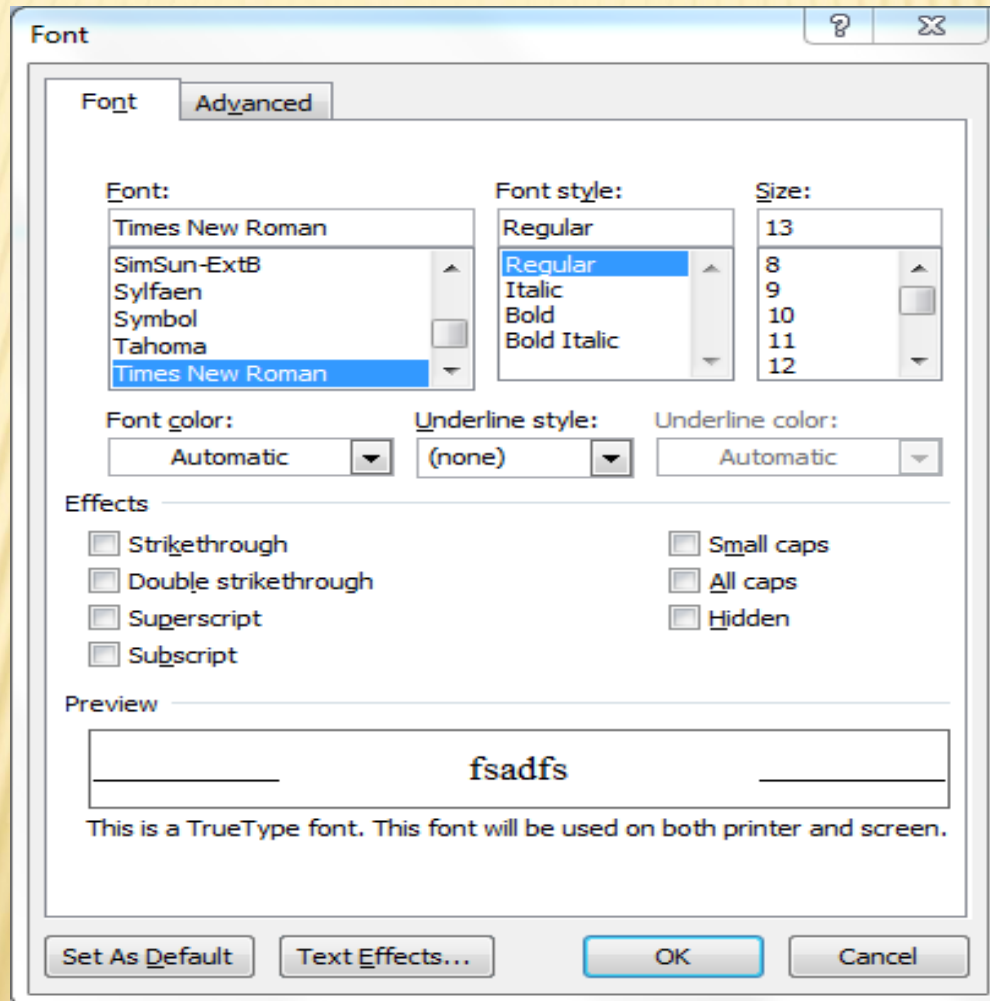 Font
Font Advanced
Font: Font style: Size:
Times New Roman Regular 13
SimSun-ExtB Regular 8
Sylfaen Italic 9
Symbol Bold 10
Tahoma Bold Italic 11
Times New Roman 12
Font color: Underline style: Underline color:
Automatic (none) Automatic
Effects
Strikethrough Small caps
Double strikethrough All caps
Superscript Hidden
Subscript
Preview
fsadfs
This is a TrueType font. This font will be used on both printer and screen.
Set As Default Text Effects... OK Cancel